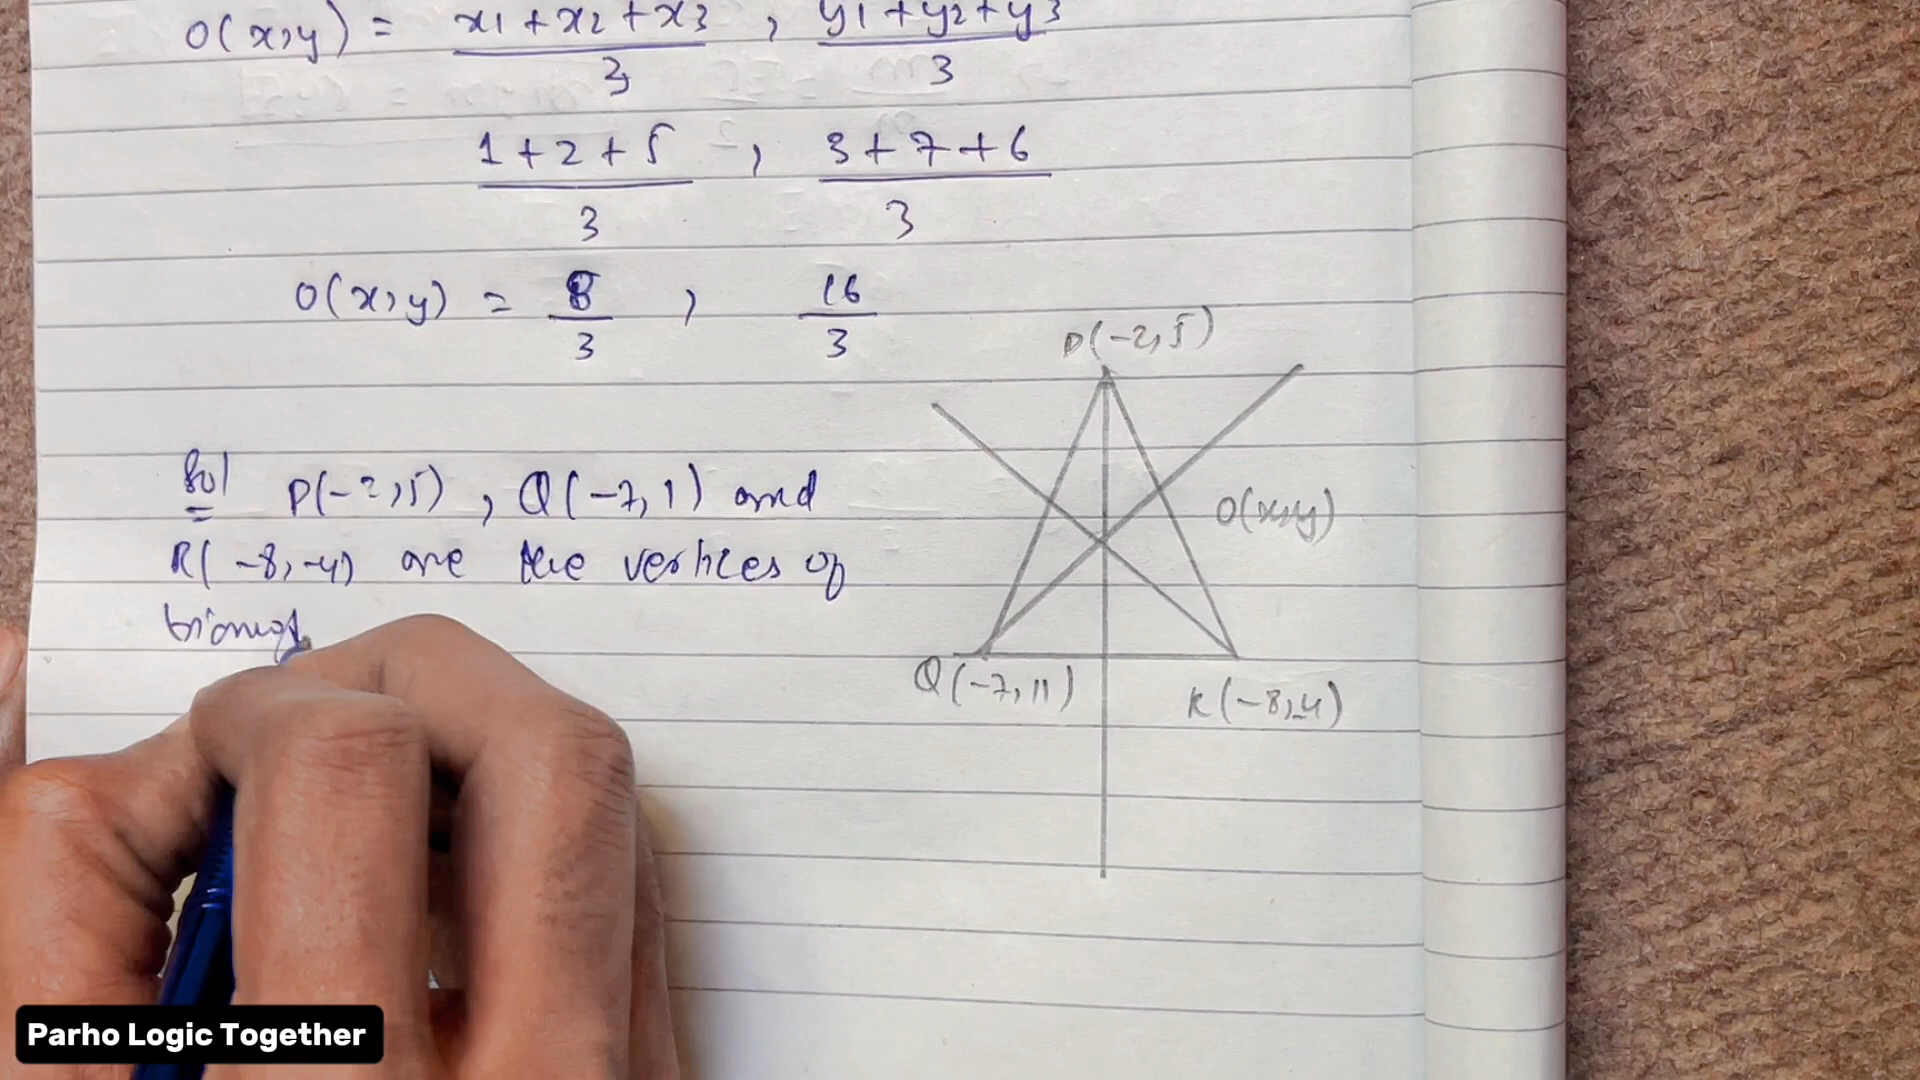 O(x,y) = x1+x2+x3 / 3 , y1+y2+y3 / 3
1+2+5 / 3 , 3+7+6 / 3
O(x,y) = 8/3 , 16/3
P(-2,5)
O(x,y)
Q(-7,11)
R(-8,-4)
Sol P(-2,5), Q(-7,1) and
R(-8,-4) are the vertices of
Parho Logic Together